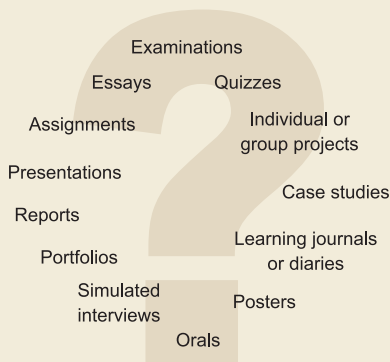 Examinations
Essays
Quizzes
Assignments
Individual or
group projects
Presentations
Case studies
Reports
Learning journals
or diaries
Portfolios
Simulated
interviews
Posters
Orals
?